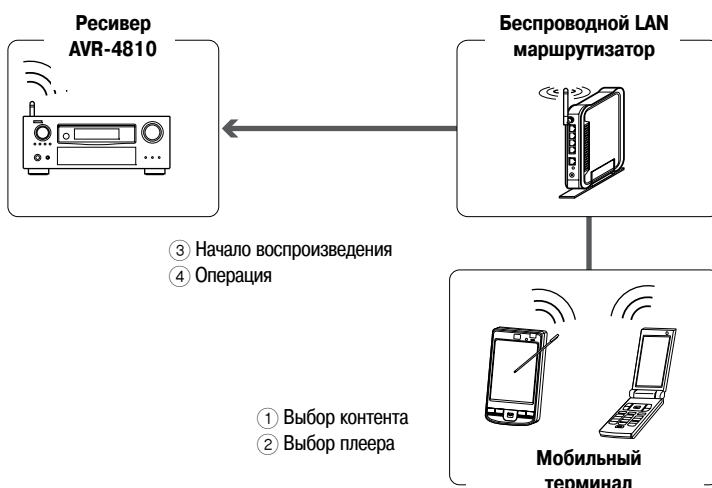 Ресивер
AVR-4810
Беспроводной LAN
маршрутизатор
③ Начало воспроизведения
④ Операция
① Выбор контента
② Выбор плеера
Мобильный
терминал